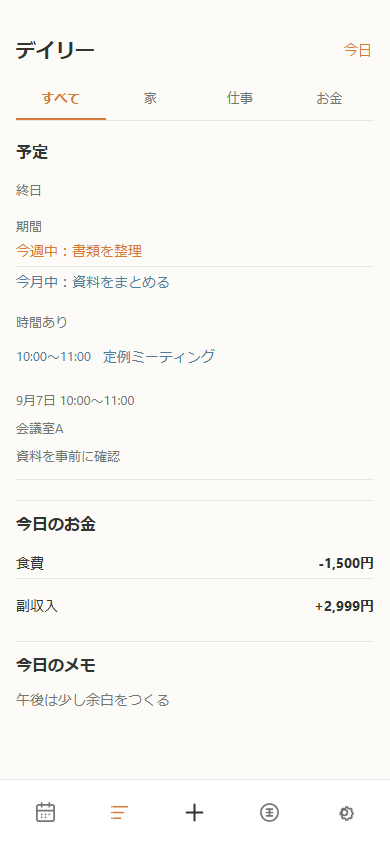 デイリー
今日
すべて 家 仕事 お金
予定
終日
期間
今週中：書類を整理
今月中：資料をまとめる
時間あり
10:00〜11:00 定例ミーティング
9月7日 10:00〜11:00
会議室A
資料を事前に確認
今日のお金
食費 -1,500円
副収入 +2,999円
今日のメモ
午後は少し余白をつくる